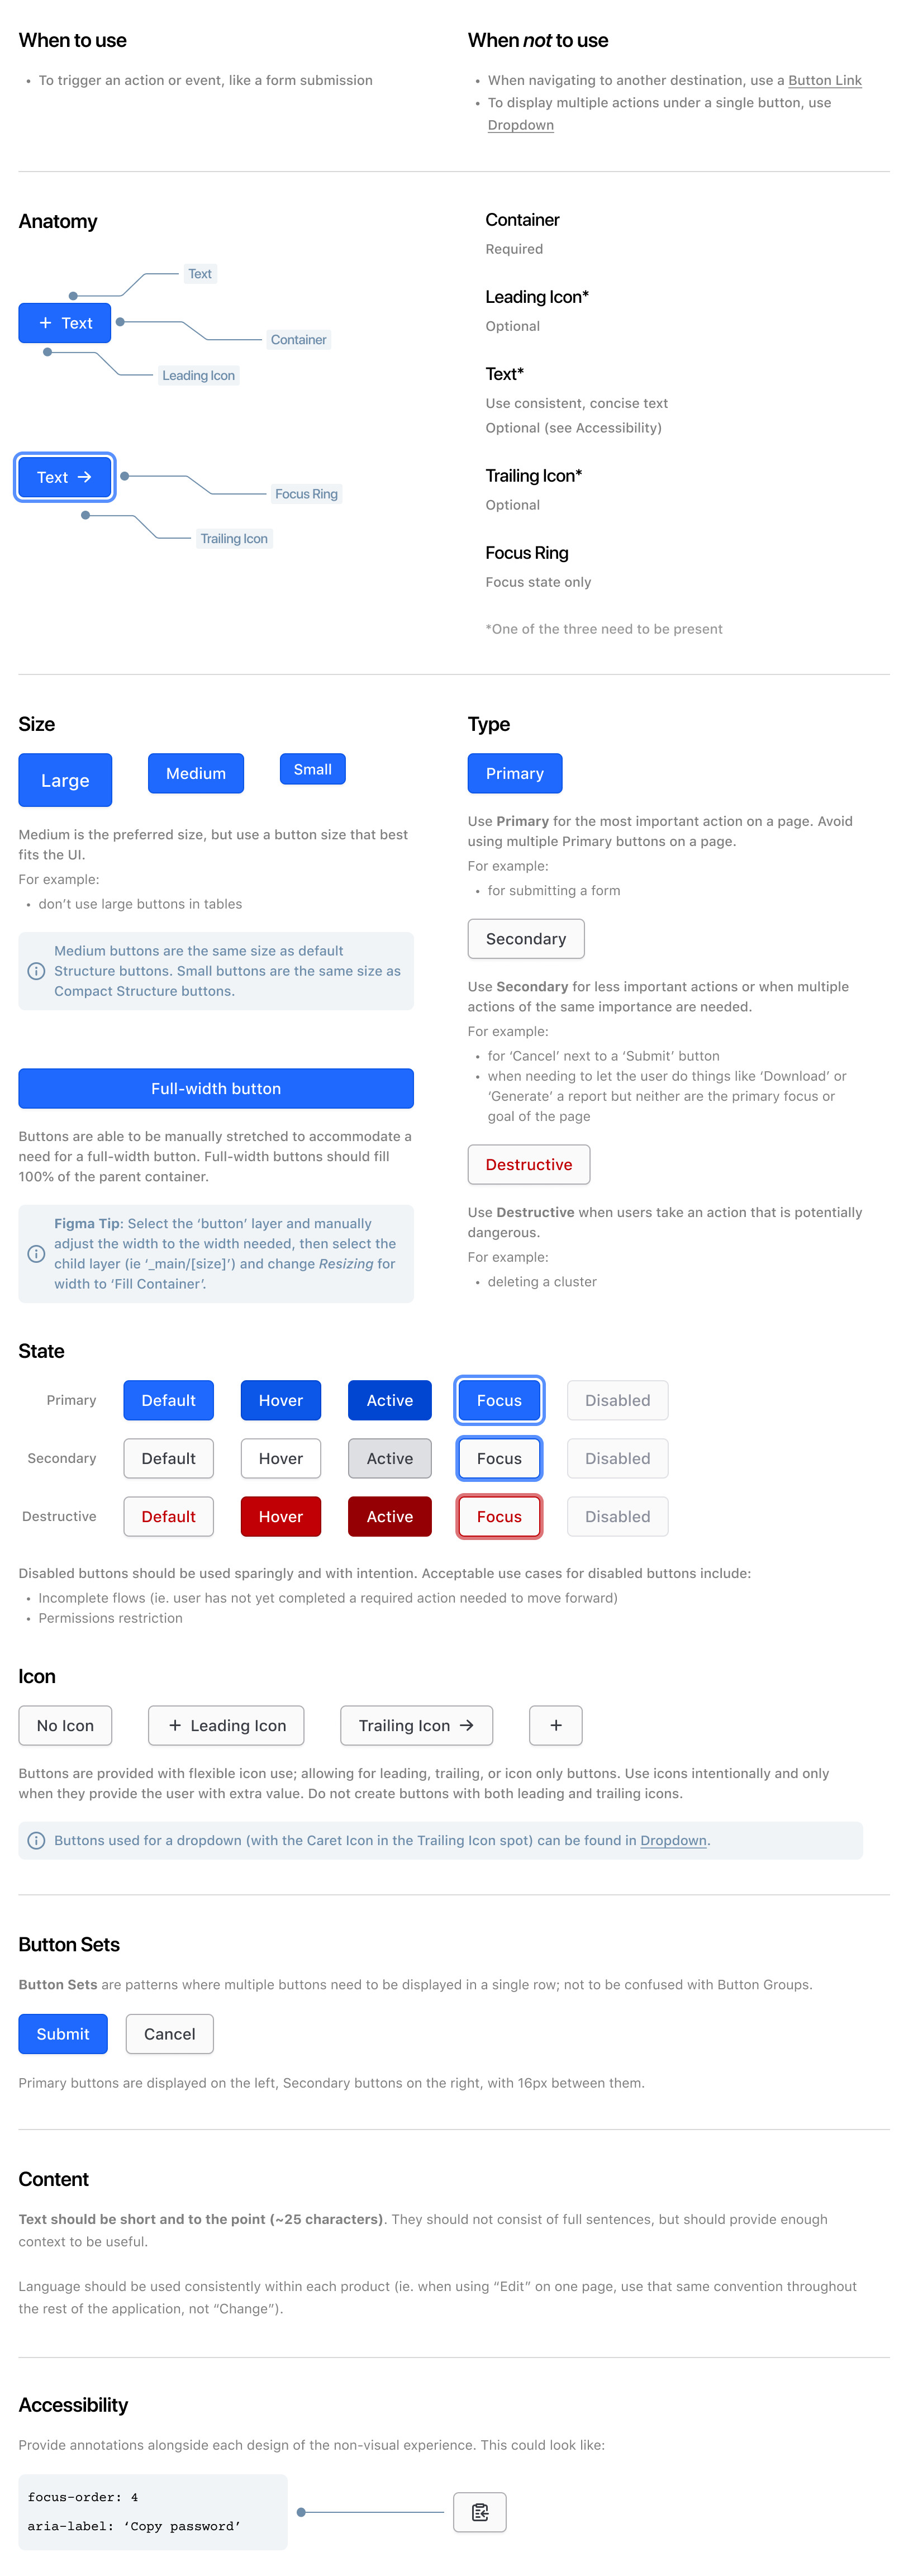 When to use
• To trigger an action or event, like a form submission
When not to use
• When navigating to another destination, use a Button Link
• To display multiple actions under a single button, use
Dropdown
Anatomy
Text
+ Text
Container
Leading Icon
Text →
Focus Ring
Trailing Icon
Container
Required
Leading Icon*
Optional
Text*
Use consistent, concise text
Optional (see Accessibility)
Trailing Icon*
Optional
Focus Ring
Focus state only
*One of the three need to be present
Size
Large
Medium
Small
Medium is the preferred size, but use a button size that best
fits the UI.
For example:
• don’t use large buttons in tables
Medium buttons are the same size as default
Structure buttons. Small buttons are the same size as
Compact Structure buttons.
Full-width button
Buttons are able to be manually stretched to accommodate a
need for a full-width button. Full-width buttons should fill
100% of the parent container.
Figma Tip: Select the ‘button’ layer and manually
adjust the width to the width needed, then select the
child layer (ie ‘_main/[size]’) and change Resizing for
width to ‘Fill Container’.
Type
Primary
Use Primary for the most important action on a page. Avoid
using multiple Primary buttons on a page.
For example:
• for submitting a form
Secondary
Use Secondary for less important actions or when multiple
actions of the same importance are needed.
For example:
• for ‘Cancel’ next to a ‘Submit’ button
• when needing to let the user do things like ‘Download’ or
‘Generate’ a report but neither are the primary focus or
goal of the page
Destructive
Use Destructive when users take an action that is potentially
dangerous.
For example:
• deleting a cluster
State
Primary Default Hover Active Focus Disabled
Secondary Default Hover Active Focus Disabled
Destructive Default Hover Active Focus Disabled
Disabled buttons should be used sparingly and with intention. Acceptable use cases for disabled buttons include:
• Incomplete flows (ie. user has not yet completed a required action needed to move forward)
• Permissions restriction
Icon
No Icon + Leading Icon Trailing Icon → +
Buttons are provided with flexible icon use; allowing for leading, trailing, or icon only buttons. Use icons intentionally and only
when they provide the user with extra value. Do not create buttons with both leading and trailing icons.
Buttons used for a dropdown (with the Caret Icon in the Trailing Icon spot) can be found in Dropdown.
Button Sets
Button Sets are patterns where multiple buttons need to be displayed in a single row; not to be confused with Button Groups.
Submit Cancel
Primary buttons are displayed on the left, Secondary buttons on the right, with 16px between them.
Content
Text should be short and to the point (~25 characters). They should not consist of full sentences, but should provide enough
context to be useful.
Language should be used consistently within each product (ie. when using “Edit” on one page, use that same convention throughout
the rest of the application, not “Change”).
Accessibility
Provide annotations alongside each design of the non-visual experience. This could look like:
focus-order: 4
aria-label: ‘Copy password’